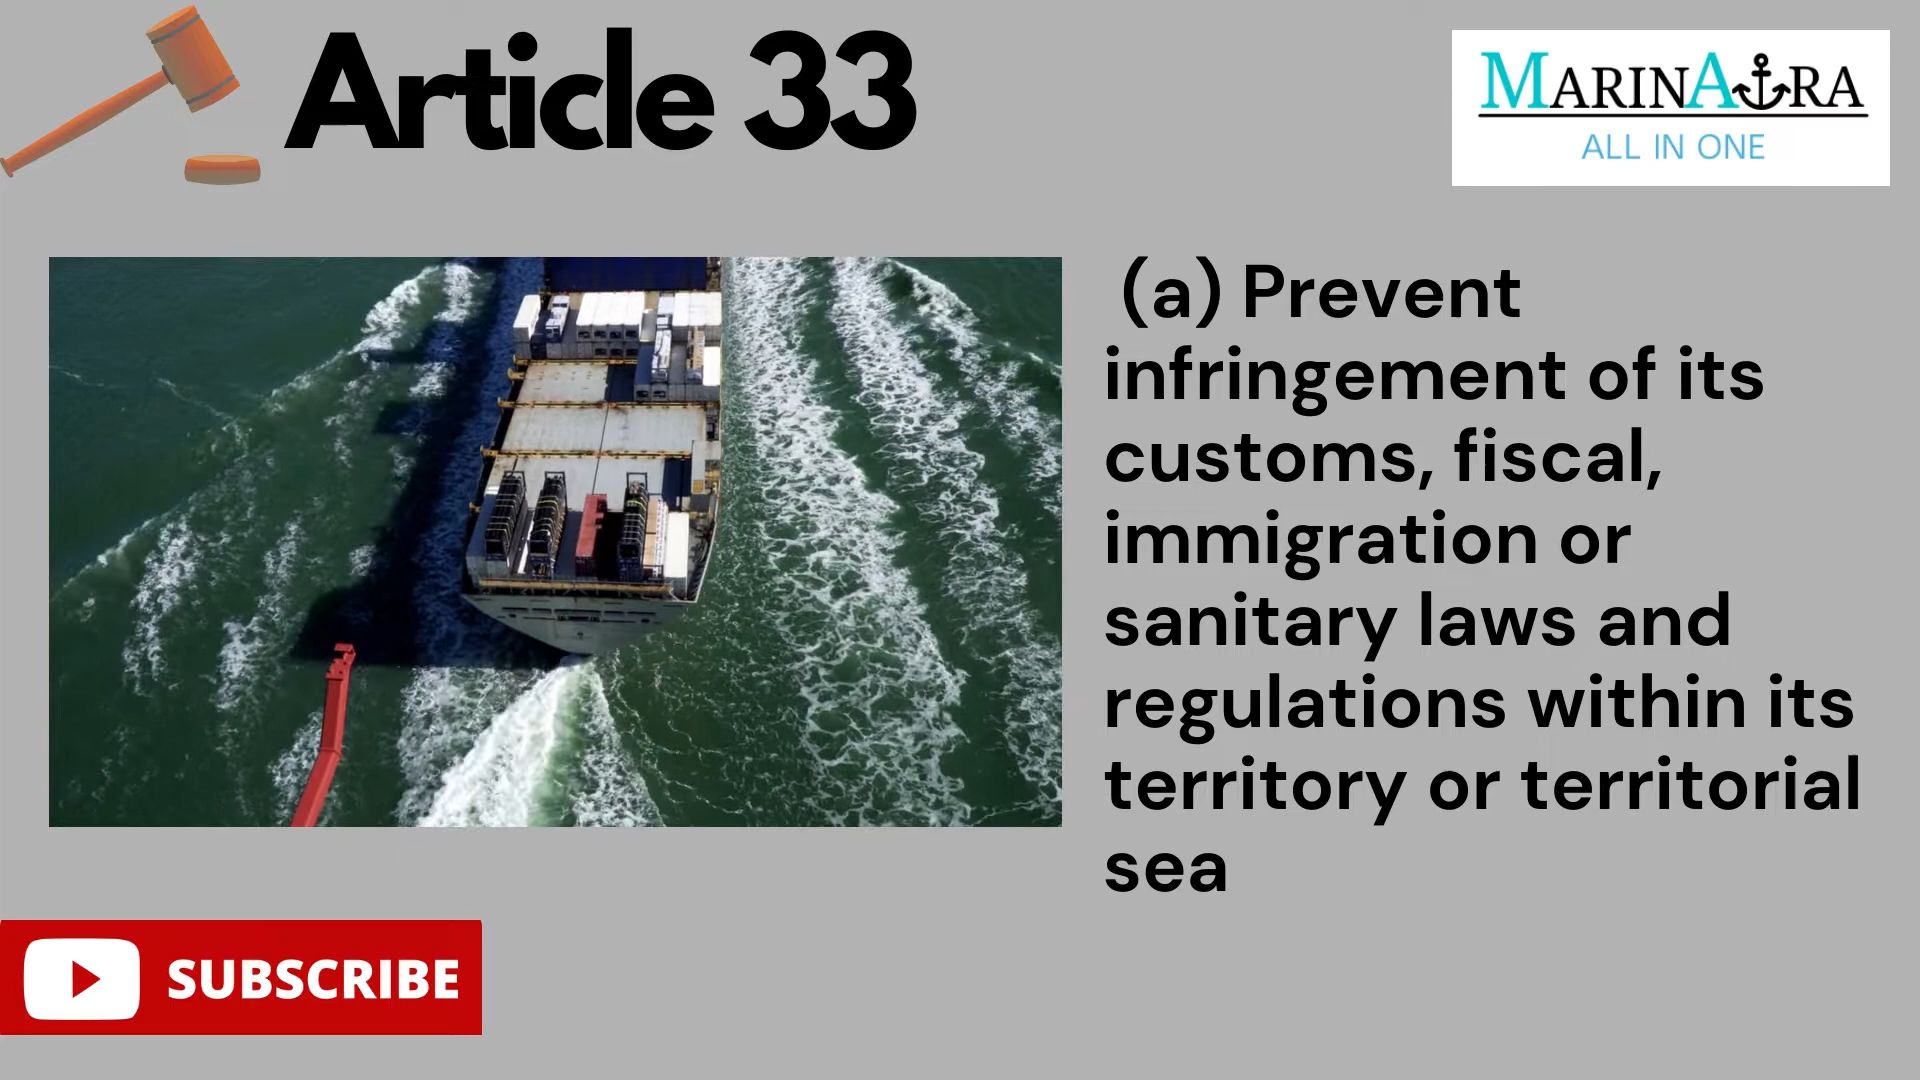 Article 33
MARINAURA
ALL IN ONE
(a) Prevent
infringement of its
customs, fiscal,
immigration or
sanitary laws and
regulations within its
territory or territorial
sea
SUBSCRIBE